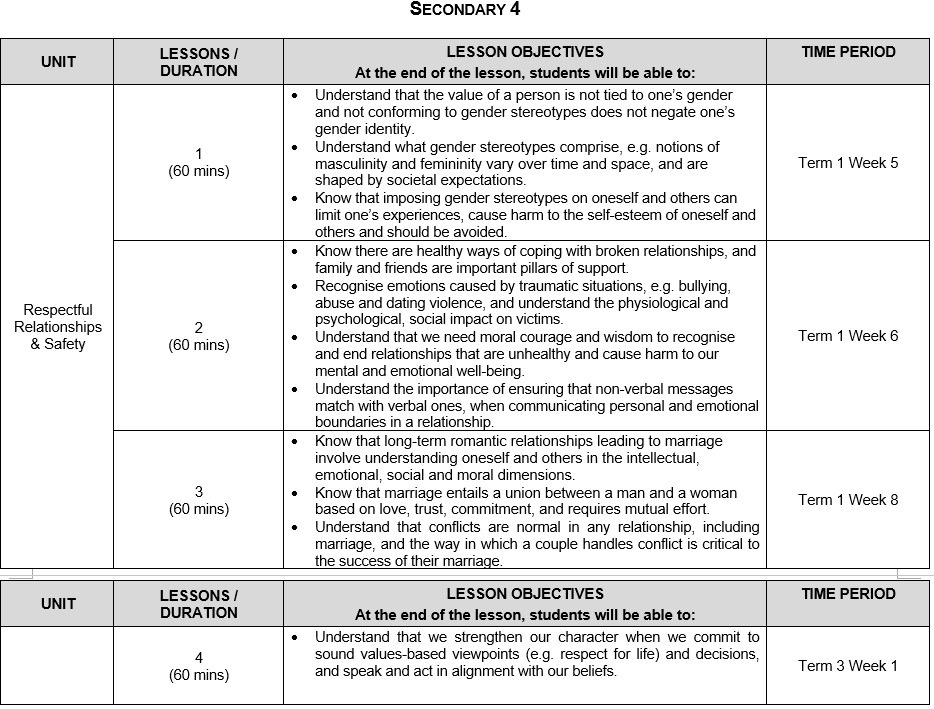 SECONDARY 4
UNIT
LESSONS /
DURATION
LESSON OBJECTIVES
At the end of the lesson, students will be able to:
TIME PERIOD
Respectful
Relationships
& Safety
1
(60 mins)
• Understand that the value of a person is not tied to one's gender
and not conforming to gender stereotypes does not negate one's
gender identity.
• Understand what gender stereotypes comprise, e.g. notions of
masculinity and femininity vary over time and space, and are
shaped by societal expectations.
• Know that imposing gender stereotypes on oneself and others can
limit one's experiences, cause harm to the self-esteem of oneself and
others and should be avoided.
Term 1 Week 5
2
(60 mins)
• Know there are healthy ways of coping with broken relationships, and
family and friends are important pillars of support.
• Recognise emotions caused by traumatic situations, e.g. bullying,
abuse and dating violence, and understand the physiological and
psychological, social impact on victims.
• Understand that we need moral courage and wisdom to recognise
and end relationships that are unhealthy and cause harm to our
mental and emotional well-being.
• Understand the importance of ensuring that non-verbal messages
match with verbal ones, when communicating personal and emotional
boundaries in a relationship.
Term 1 Week 6
3
(60 mins)
• Know that long-term romantic relationships leading to marriage
involve understanding oneself and others in the intellectual,
emotional, social and moral dimensions.
• Know that marriage entails a union between a man and a woman
based on love, trust, commitment, and requires mutual effort.
• Understand that conflicts are normal in any relationship, including
marriage, and the way in which a couple handles conflict is critical to
the success of their marriage.
Term 1 Week 8
UNIT
LESSONS /
DURATION
LESSON OBJECTIVES
At the end of the lesson, students will be able to:
TIME PERIOD
4
(60 mins)
• Understand that we strengthen our character when we commit to
sound values-based viewpoints (e.g. respect for life) and decisions,
and speak and act in alignment with our beliefs.
Term 3 Week 1